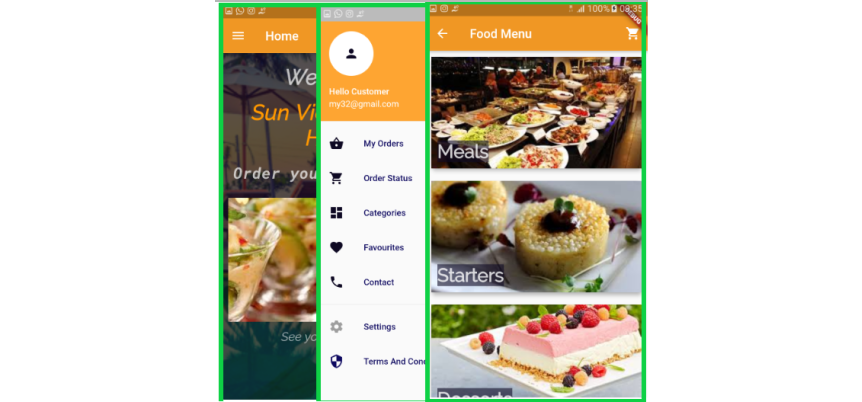 Home
We
Sun Vi
H
Order you
See yo
Hello Customer
my32@gmail.com
My Orders
Order Status
Categories
Favourites
Contact
Settings
Terms And Con
100% 08:35
Food Menu
Meals
Starters
Desserts